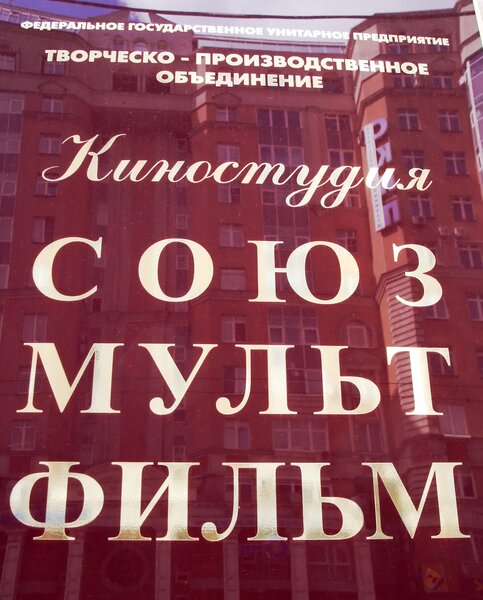 ФЕДЕРАЛЬНОЕ ГОСУДАРСТВЕННОЕ УНИТАРНОЕ ПРЕДПРИЯТИЕ
ТВОРЧЕСКО - ПРОИЗВОДСТВЕННОЕ
ОБЪЕДИНЕНИЕ
Киностудия
СОЮЗ
МУЛЬТ
ФИЛЬМ